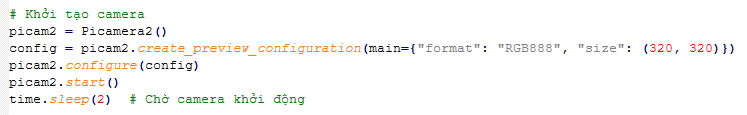 # Khởi tạo camera
picam2 = Picamera2()
config = picam2.create_preview_configuration(main={"format": "RGB888", "size": (320, 320)})
picam2.configure(config)
picam2.start()
time.sleep(2)  # Chờ camera khởi động